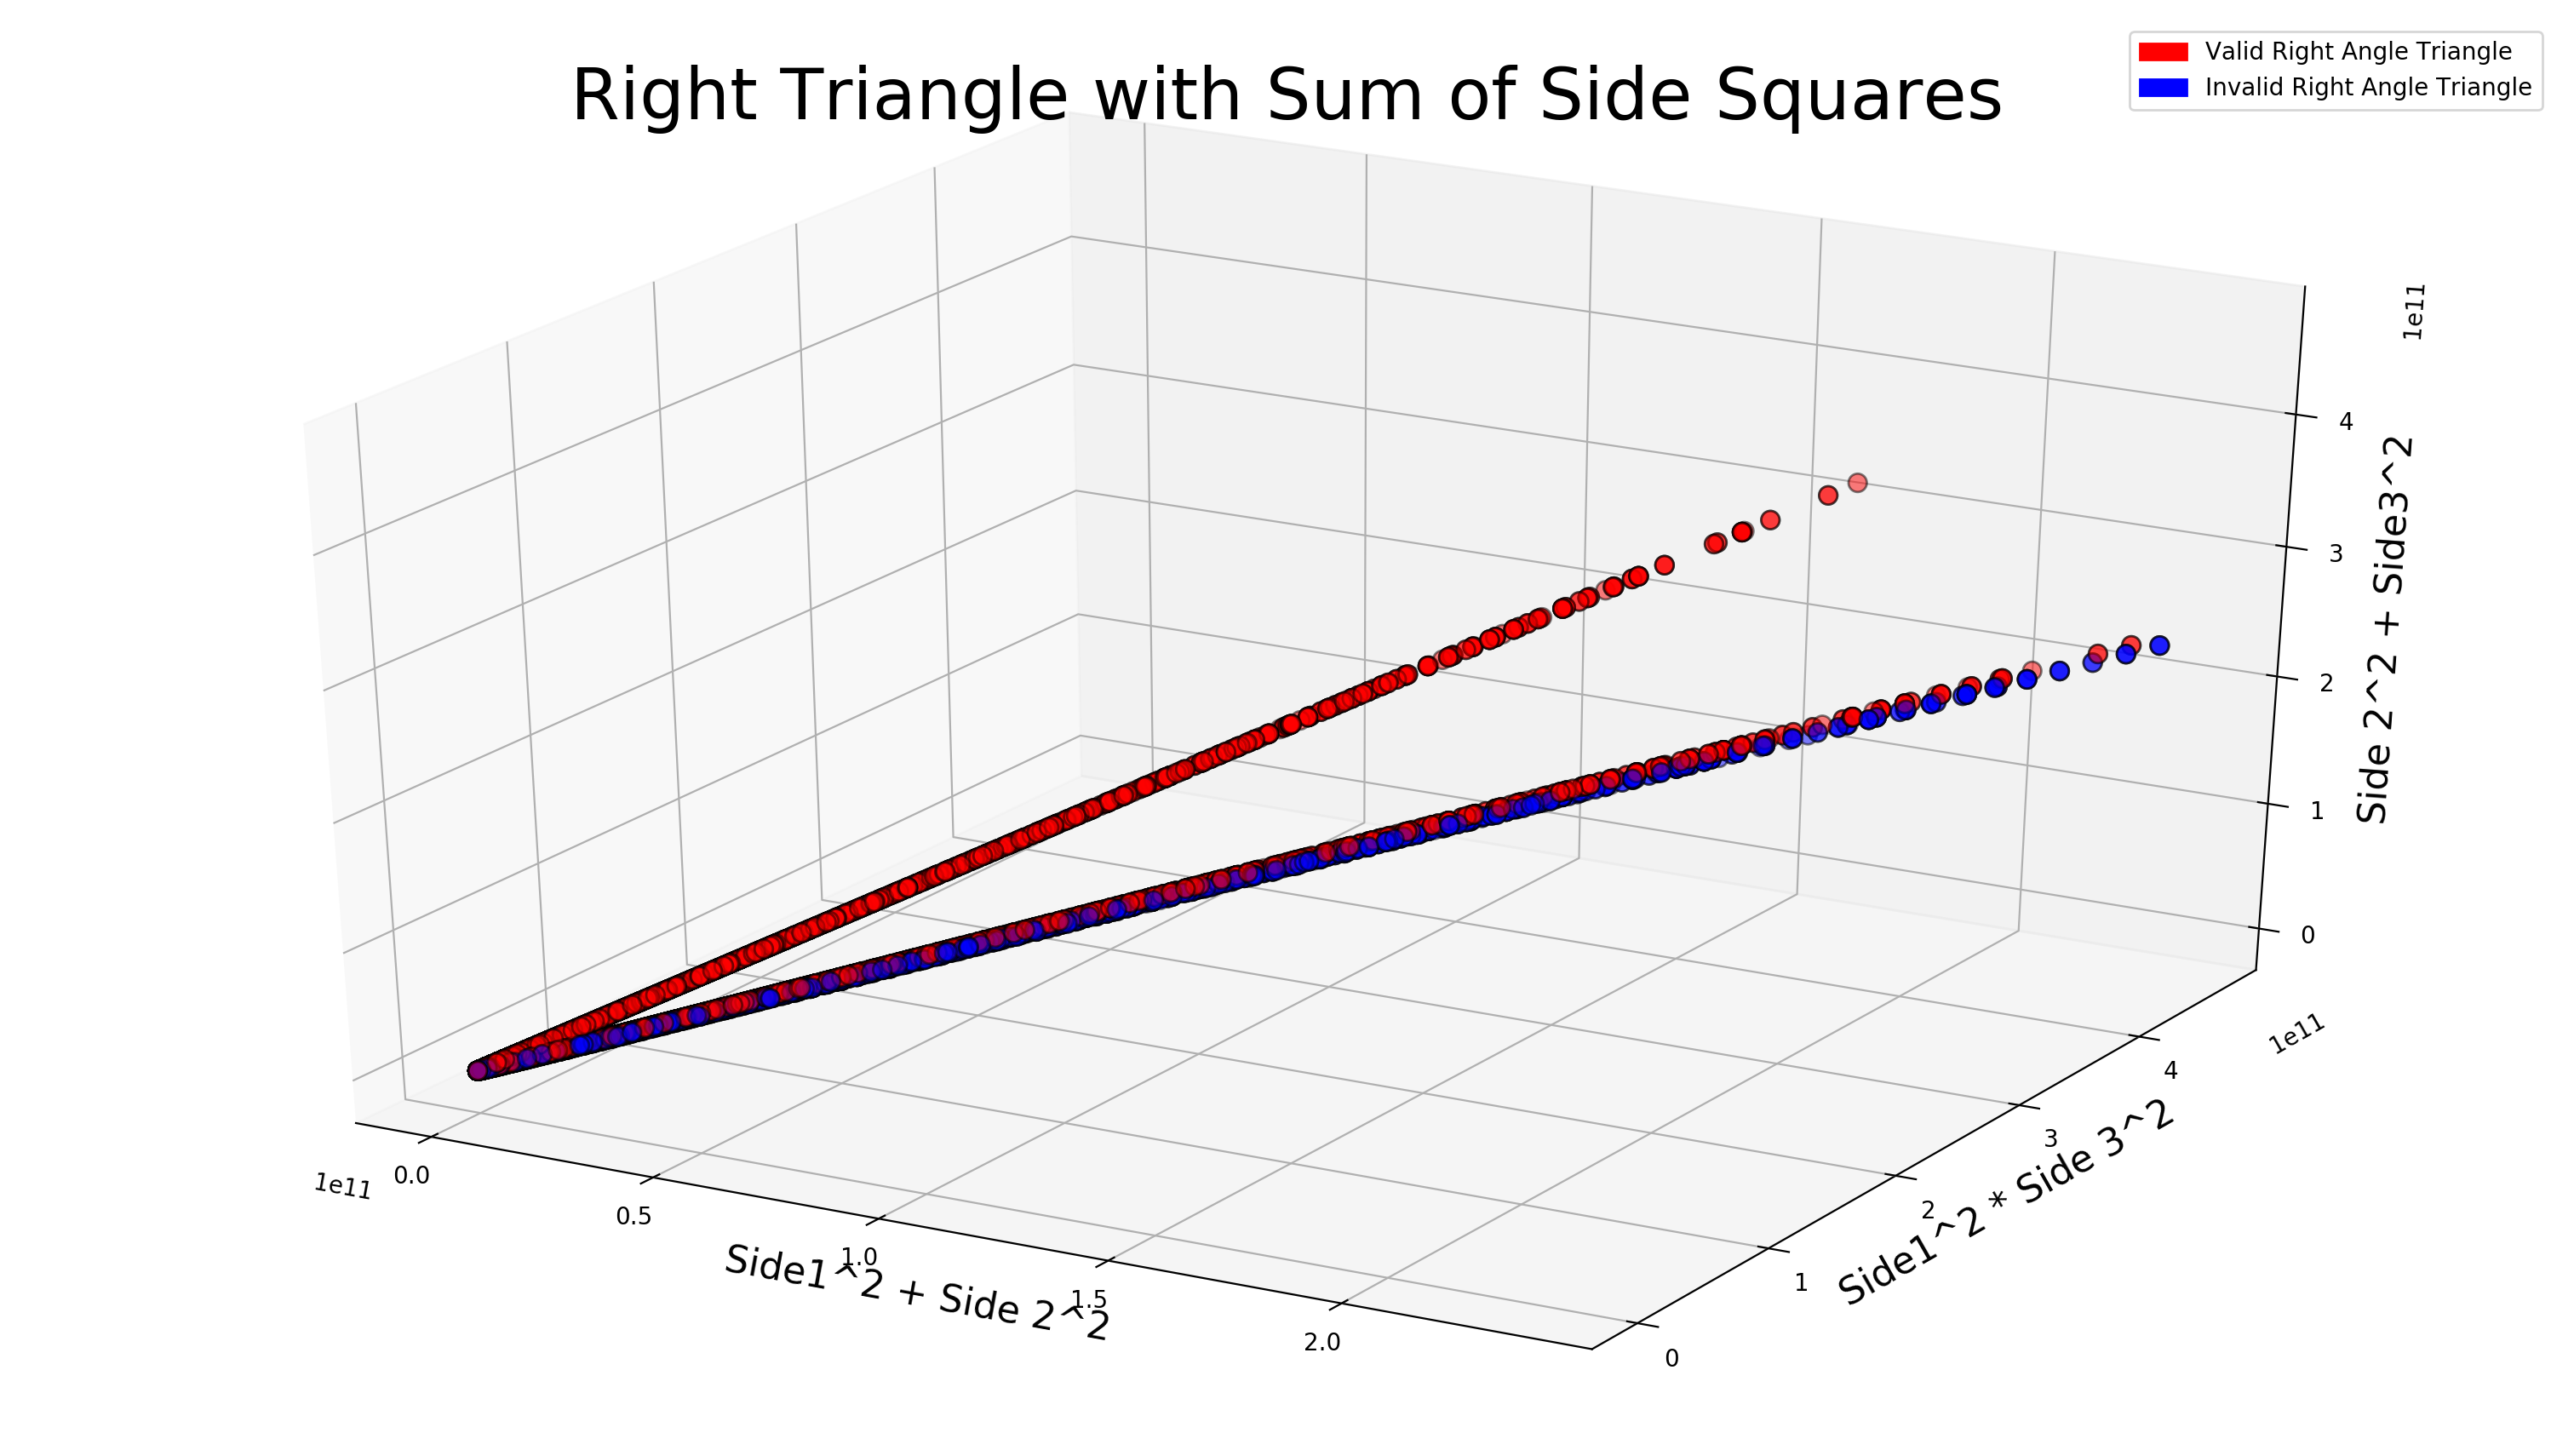 Right Triangle with Sum of Side Squares
Valid Right Angle Triangle
Invalid Right Angle Triangle
1e11
4
3
2
1
0
Side 2^2 + Side3^2
1e11
4
3
2
1
0
Side1^2 * Side 3^2
1e11
0.0
0.5
1.0
1.5
2.0
Side1^2 + Side 2^2